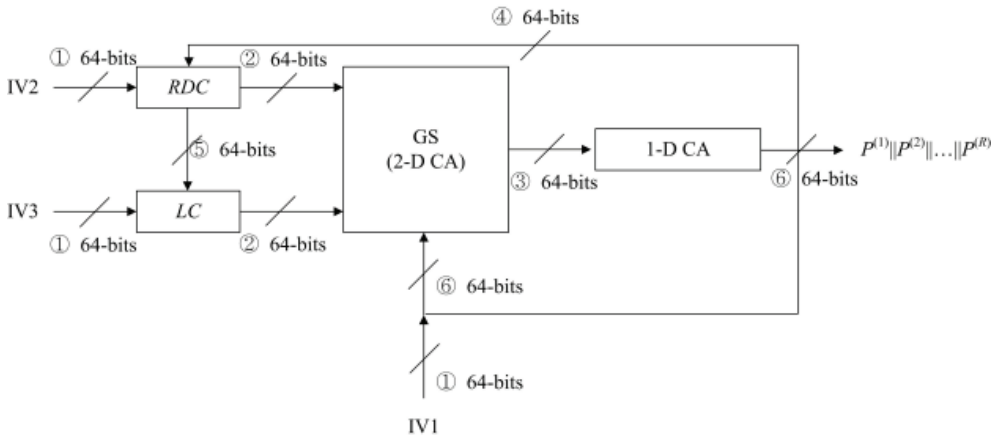 ④ 64-bits
① 64-bits
② 64-bits
IV2
RDC
GS
(2-D CA)
⑤ 64-bits
1-D CA
P(1)||P(2)||…||P(R)
③ 64-bits
⑥ 64-bits
IV3
LC
① 64-bits
② 64-bits
⑥ 64-bits
① 64-bits
IV1